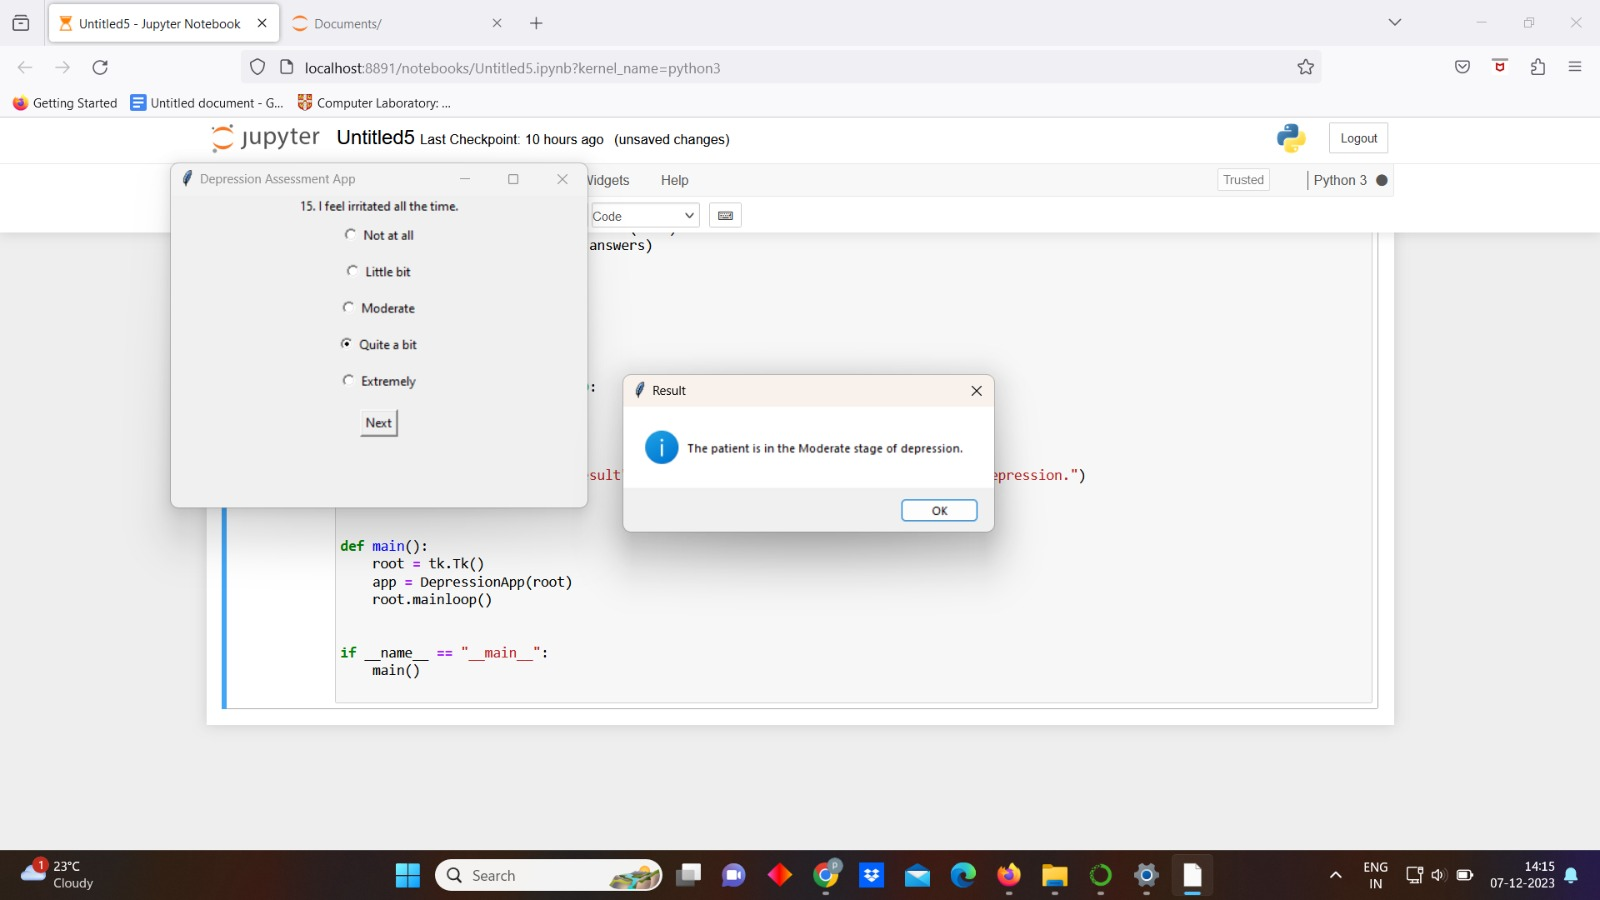 Untitled5 - Jupyter Notebook
Documents/
localhost:8891/notebooks/Untitled5.ipynb?kernel_name=python3
Getting Started
Untitled document - G...
Computer Laboratory: ...
jupyter Untitled5 Last Checkpoint: 10 hours ago (unsaved changes)
Logout
Depression Assessment App
Widgets
Help
Trusted
Python 3
Code
15. I feel irritated all the time.
Not at all
Little bit
Moderate
Quite a bit
Extremely
Next
answers)
):
Result
The patient is in the Moderate stage of depression.
OK
sult
epression.")
def main():
root = tk.Tk()
app = DepressionApp(root)
root.mainloop()
if __name__ == "__main__":
main()
1
23°C
Cloudy
Search
P
ENG
IN
14:15
07-12-2023